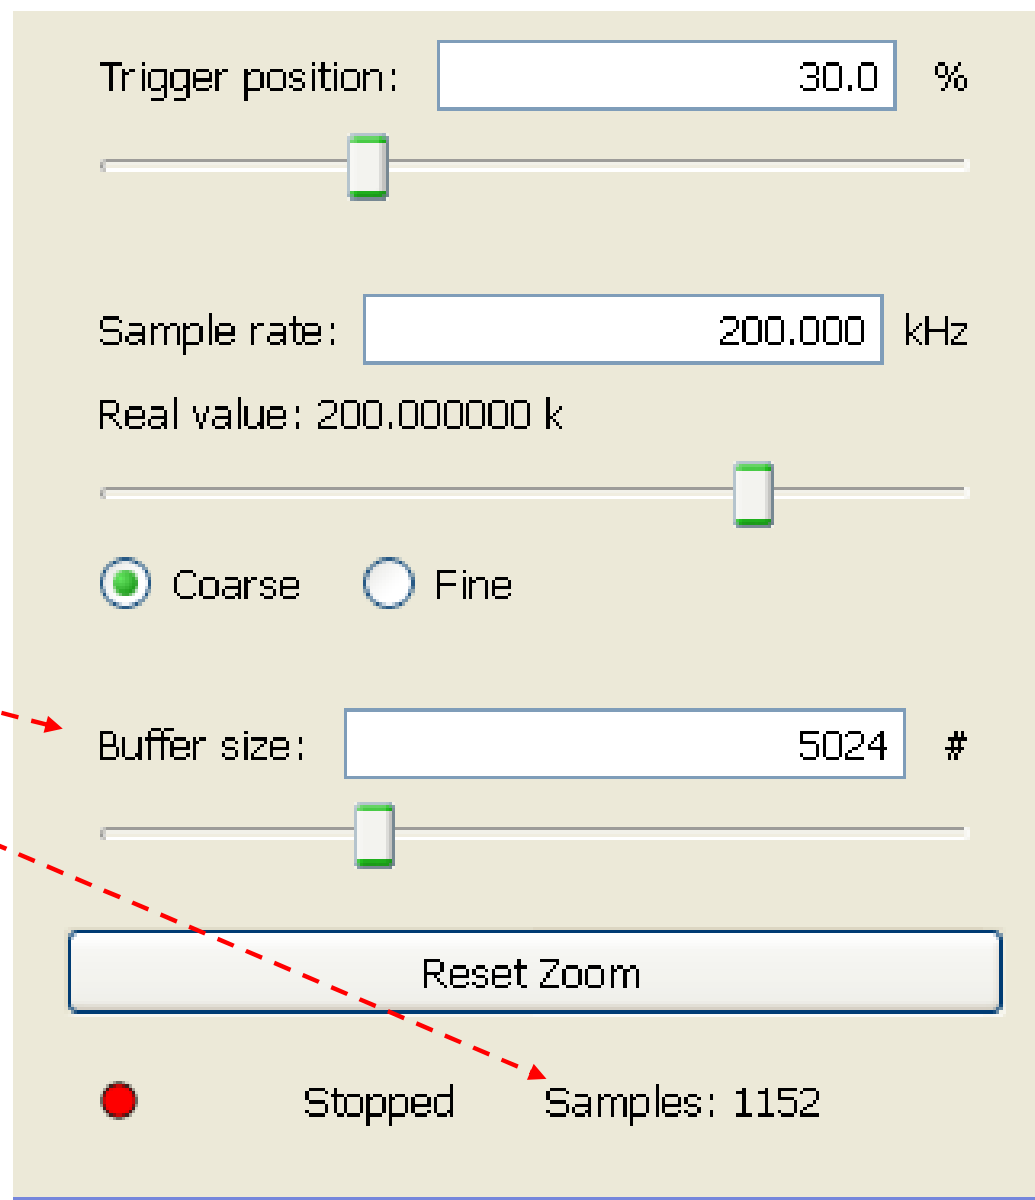 Trigger position: 30.0 %
Sample rate: 200.000 kHz
Real value: 200.000000 k
Coarse Fine
Buffer size: 5024 #
Reset Zoom
Stopped Samples: 1152